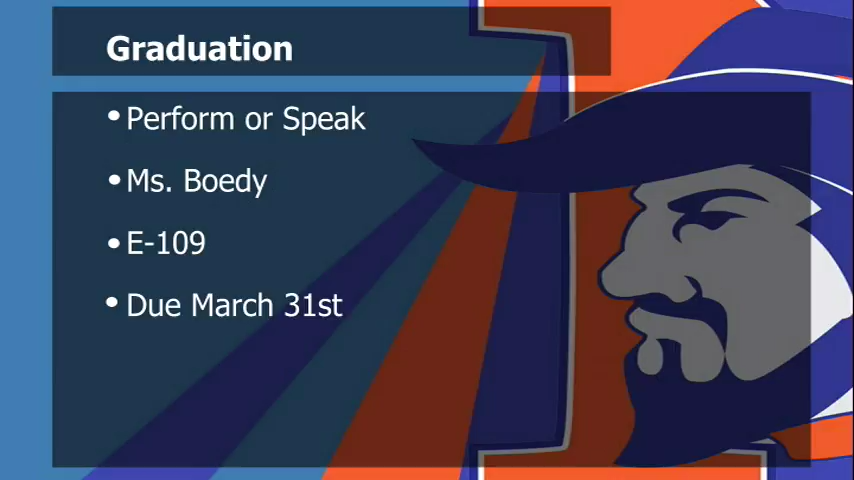 Graduation
• Perform or Speak
• Ms. Boedy
• E-109
• Due March 31st